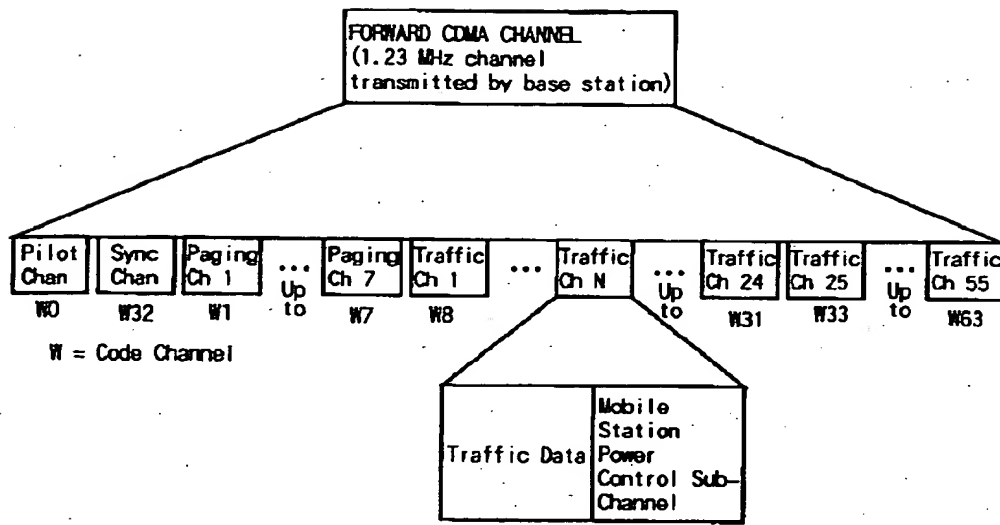 FORWARD CDMA CHANNEL
(1.23 MHz channel
transmitted by base station)
Pilot Chan
Sync Chan
Paging Ch 1
... Up to
Paging Ch 7
Traffic Ch 1
...
Traffic Ch N
... Up to
Traffic Ch 24
Traffic Ch 25
... Up to
Traffic Ch 55
W0 W32 W1 W7 W8 W31 W33 W63
W = Code Channel
Traffic Data
Mobile
Station
Power
Control Sub-
Channel